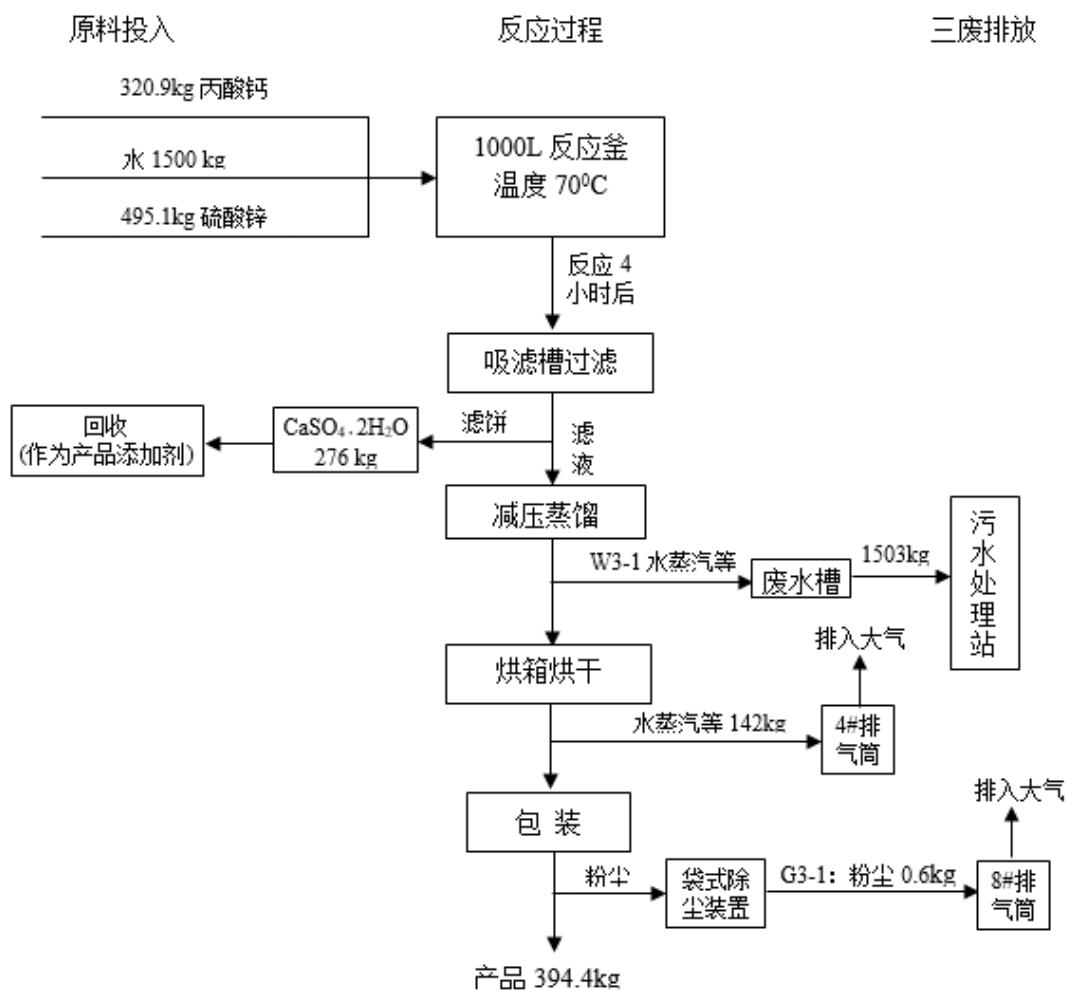 原料投入
反应过程
三废排放
320.9kg 丙酸钙
水 1500 kg
495.1kg 硫酸锌
1000L 反应釜
温度 70⁰C
反应 4
小时后
吸滤槽过滤
滤饼
CaSO₄. 2H₂O
276 kg
回收
(作为产品添加剂)
滤
液
减压蒸馏
W3-1 水蒸汽等
废水槽
1503kg
污
水
处
理
站
烘箱烘干
水蒸汽等 142kg
4#排
气筒
排入大气
包 装
粉尘
袋式除
尘装置
G3-1：粉尘 0.6kg
8#排
气筒
排入大气
产品 394.4kg